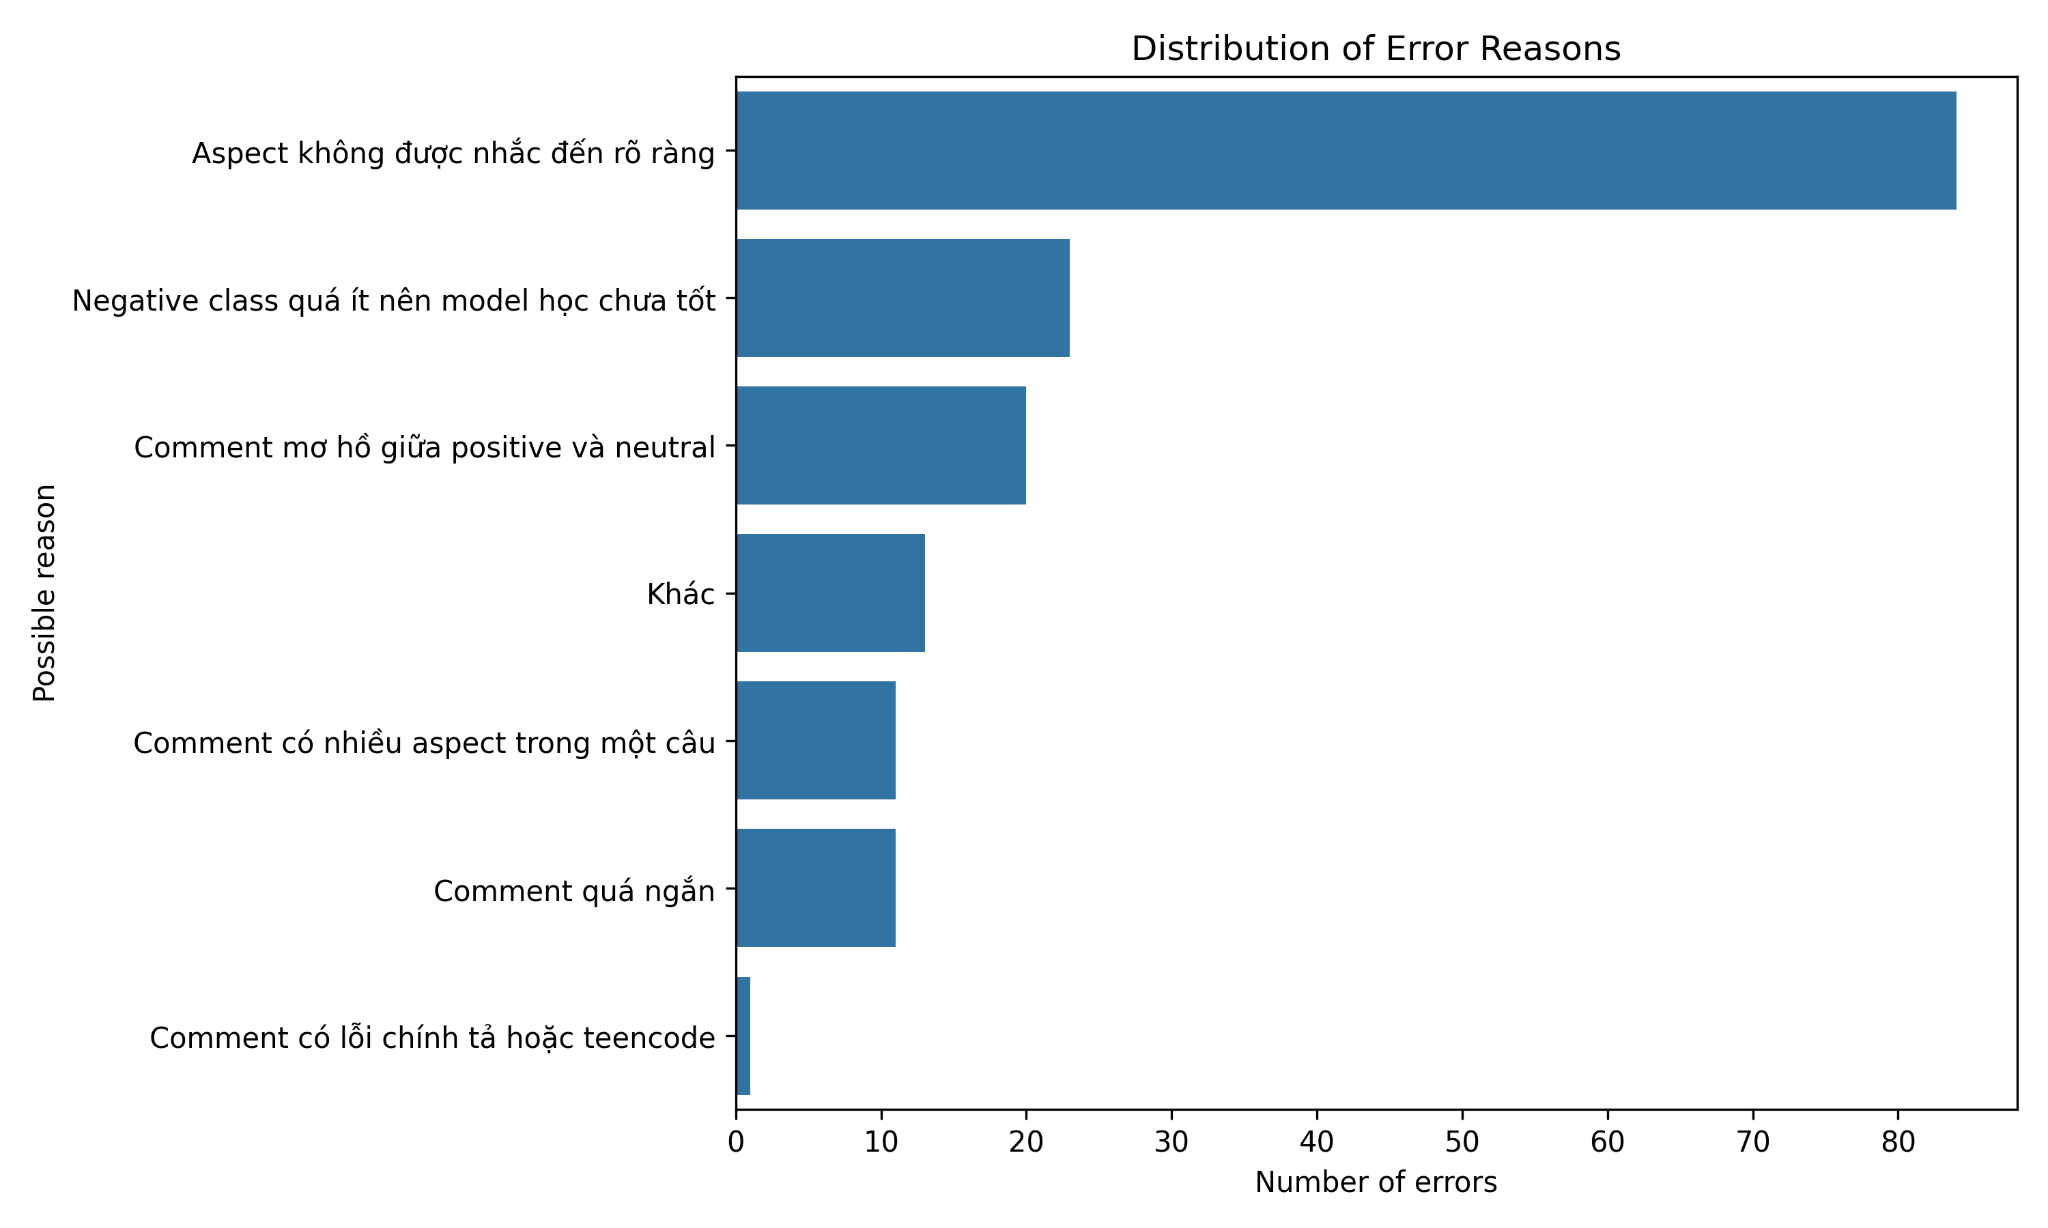 Distribution of Error Reasons
Possible reason
Aspect không được nhắc đến rõ ràng
Negative class quá ít nên model học chưa tốt
Comment mơ hồ giữa positive và neutral
Khác
Comment có nhiều aspect trong một câu
Comment quá ngắn
Comment có lỗi chính tả hoặc teencode
0 10 20 30 40 50 60 70 80
Number of errors